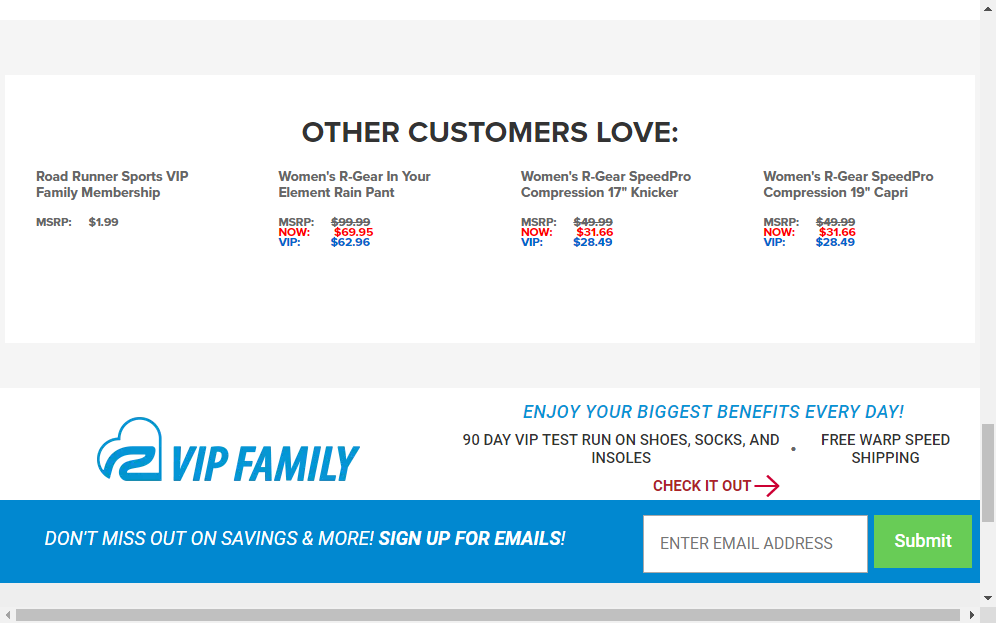 OTHER CUSTOMERS LOVE:
Road Runner Sports VIP
Family Membership
MSRP: $1.99
Women's R-Gear In Your
Element Rain Pant
MSRP: $99.99
NOW: $69.95
VIP: $62.96
Women's R-Gear SpeedPro
Compression 17" Knicker
MSRP: $49.99
NOW: $31.66
VIP: $28.49
Women's R-Gear SpeedPro
Compression 19" Capri
MSRP: $49.99
NOW: $31.66
VIP: $28.49
VIP FAMILY
ENJOY YOUR BIGGEST BENEFITS EVERY DAY!
90 DAY VIP TEST RUN ON SHOES, SOCKS, AND
INSOLES
•
FREE WARP SPEED
SHIPPING
CHECK IT OUT
DON'T MISS OUT ON SAVINGS & MORE! SIGN UP FOR EMAILS!
ENTER EMAIL ADDRESS
Submit